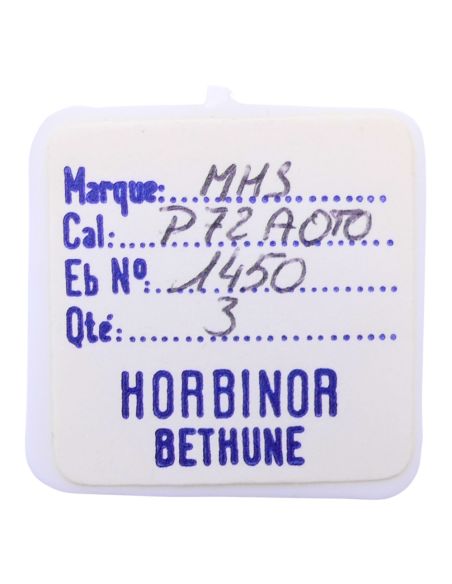 Marque: MHS
Cal: P72 AOTO
Eb Nº: 1450
Qté: 3
HORBINOR
BETHUNE